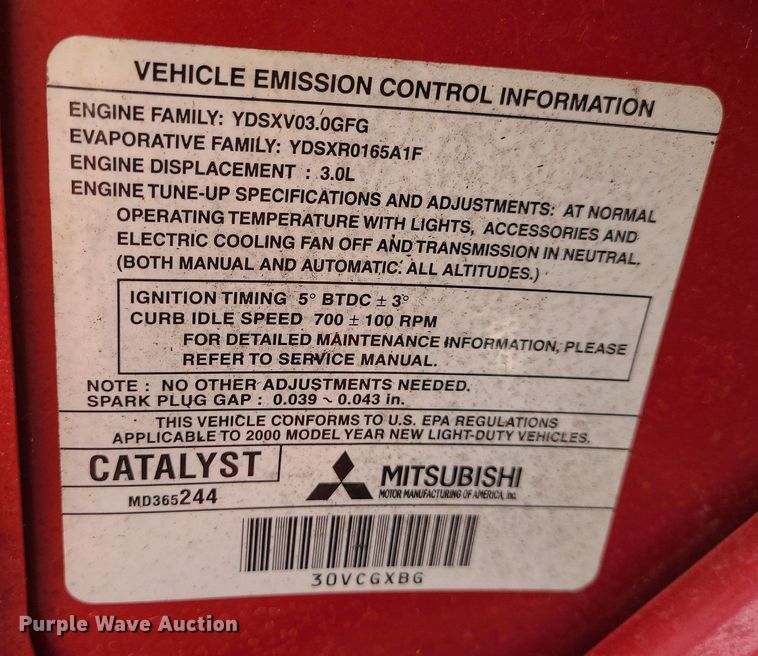 VEHICLE EMISSION CONTROL INFORMATION
ENGINE FAMILY: YDSXV03.0GFG
EVAPORATIVE FAMILY: YDSXR0165A1F
ENGINE DISPLACEMENT : 3.0L
ENGINE TUNE-UP SPECIFICATIONS AND ADJUSTMENTS: AT NORMAL
OPERATING TEMPERATURE WITH LIGHTS, ACCESSORIES AND
ELECTRIC COOLING FAN OFF AND TRANSMISSION IN NEUTRAL.
(BOTH MANUAL AND AUTOMATIC. ALL ALTITUDES.)
IGNITION TIMING 5° BTDC ± 3°
CURB IDLE SPEED 700 ± 100 RPM
FOR DETAILED MAINTENANCE INFORMATION, PLEASE
REFER TO SERVICE MANUAL.
NOTE : NO OTHER ADJUSTMENTS NEEDED.
SPARK PLUG GAP : 0.039 ~ 0.043 in.
THIS VEHICLE CONFORMS TO U.S. EPA REGULATIONS
APPLICABLE TO 2000 MODEL YEAR NEW LIGHT-DUTY VEHICLES.
CATALYST
MD365244
MITSUBISHI
MOTOR MANUFACTURING OF AMERICA, Inc.
30VCGXBG
Purple Wave Auction